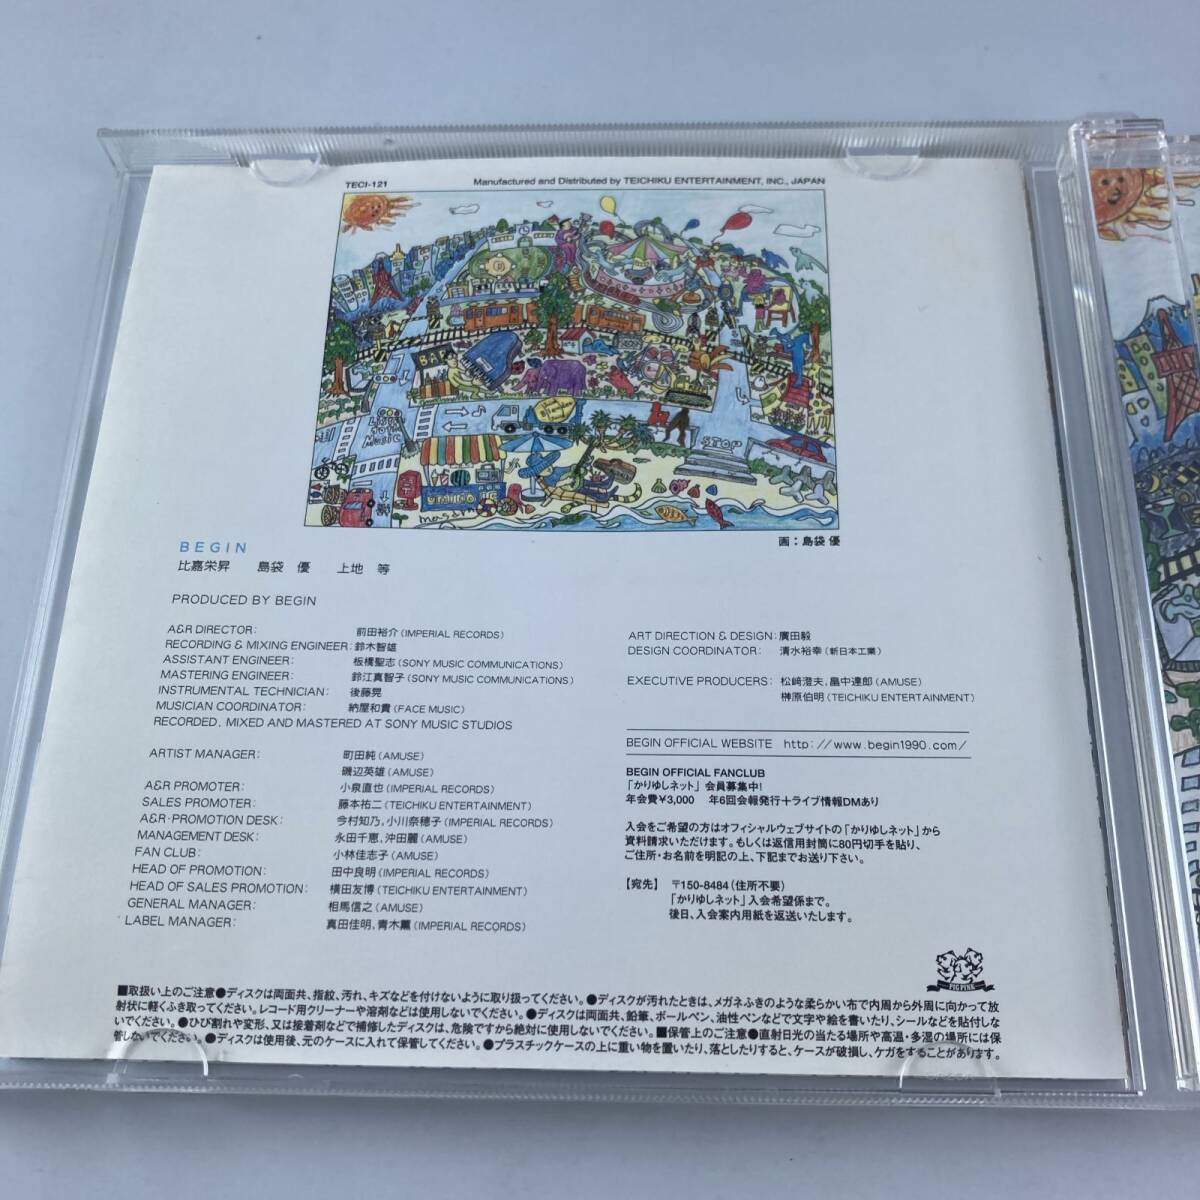 TECI-121
Manufactured and Distributed by TEICHIKU ENTERTAINMENT, INC., JAPAN
BAR
STOP
画：島袋 優
BEGIN
比嘉栄昇 島袋 優 上地 等
PRODUCED BY BEGIN
A&R DIRECTOR: 前田裕介 (IMPERIAL RECORDS)
RECORDING & MIXING ENGINEER: 鈴木智雄
ASSISTANT ENGINEER: 板橋聖志 (SONY MUSIC COMMUNICATIONS)
MASTERING ENGINEER: 鈴江真智子 (SONY MUSIC COMMUNICATIONS)
INSTRUMENTAL TECHNICIAN: 後藤晃
MUSICIAN COORDINATOR: 納屋和貴 (FACE MUSIC)
RECORDED, MIXED AND MASTERED AT SONY MUSIC STUDIOS
ARTIST MANAGER: 町田純 (AMUSE)
磯辺英雄 (AMUSE)
A&R PROMOTER: 小泉直也 (IMPERIAL RECORDS)
SALES PROMOTER: 藤本祐二 (TEICHIKU ENTERTAINMENT)
A&R・PROMOTION DESK: 今村知乃, 小川奈穂子 (IMPERIAL RECORDS)
MANAGEMENT DESK: 永田千恵, 沖田麗 (AMUSE)
FAN CLUB: 小林佳志子 (AMUSE)
HEAD OF PROMOTION: 田中良明 (IMPERIAL RECORDS)
HEAD OF SALES PROMOTION: 横田友博 (TEICHIKU ENTERTAINMENT)
GENERAL MANAGER: 相馬信之 (AMUSE)
LABEL MANAGER: 真田佳明, 青木薫 (IMPERIAL RECORDS)
ART DIRECTION & DESIGN: 廣田毅
DESIGN COORDINATOR: 清水裕幸 (新日本工業)
EXECUTIVE PRODUCERS: 松崎澄夫, 畠中達郎 (AMUSE)
榊原伯明 (TEICHIKU ENTERTAINMENT)
BEGIN OFFICIAL WEBSITE http://www.begin1990.com/
BEGIN OFFICIAL FANCLUB
「かりゆしネット」会員募集中!
年会費¥3,000 年6回会報発行＋ライブ情報DMあり
入会をご希望の方はオフィシャルウェブサイトの「かりゆしネット」から
資料請求いただけます。もしくは返信用封筒に80円切手を貼り、
ご住所・お名前を明記の上、下記までお送り下さい。
【宛先】 〒150-8484（住所不要）
「かりゆしネット」入会希望係まで。
後日、入会案内用紙を返送いたします。
PIG PINK
■取扱い上のご注意●ディスクは両面共、指紋、汚れ、キズなどを付けないように取り扱ってください。●ディスクが汚れたときは、メガネふきのような柔らかい布で内周から外周に向かって放
射状に軽くふき取ってください。レコード用クリーナーや溶剤などは使用しないでください。●ディスクは両面共、鉛筆、ボールペン、油性ペンなどで文字や絵を書いたり、シールなどを貼付しな
いでください。●ひび割れや変形、又は接着剤などで補修したディスクは、危険ですから絶対に使用しないでください。■保管上のご注意●直射日光の当たる場所や高温・多湿の場所には保
管しないでください。●ディスクは使用後、元のケースに入れて保管してください。●プラスチックケースの上に重い物を置いたり、落としたりすると、ケースが破損し、ケガをすることがあります。